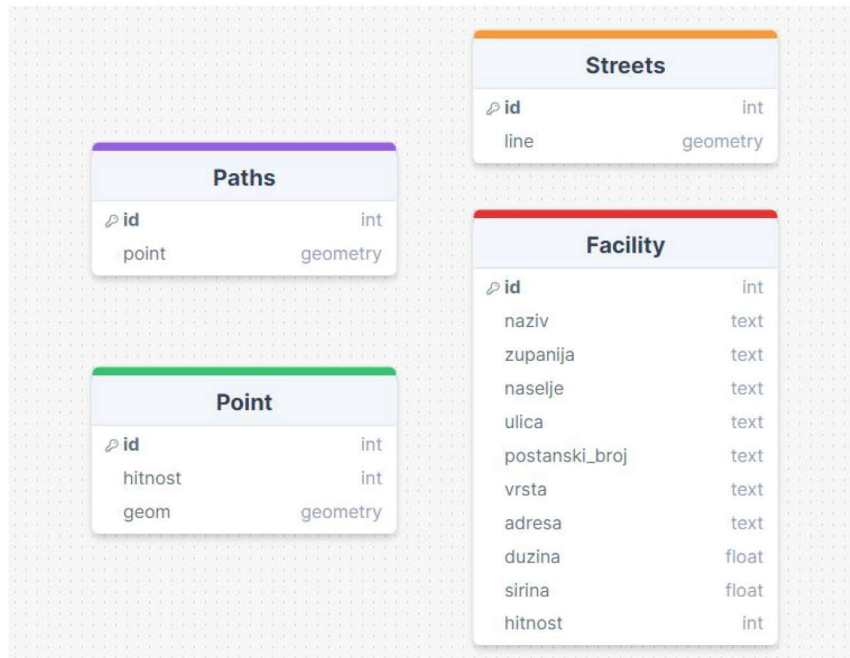 Streets
id int
line geometry
Paths
id int
point geometry
Facility
id int
naziv text
zupanija text
naselje text
ulica text
postanski_broj text
vrsta text
adresa text
duzina float
sirina float
hitnost int
Point
id int
hitnost int
geom geometry